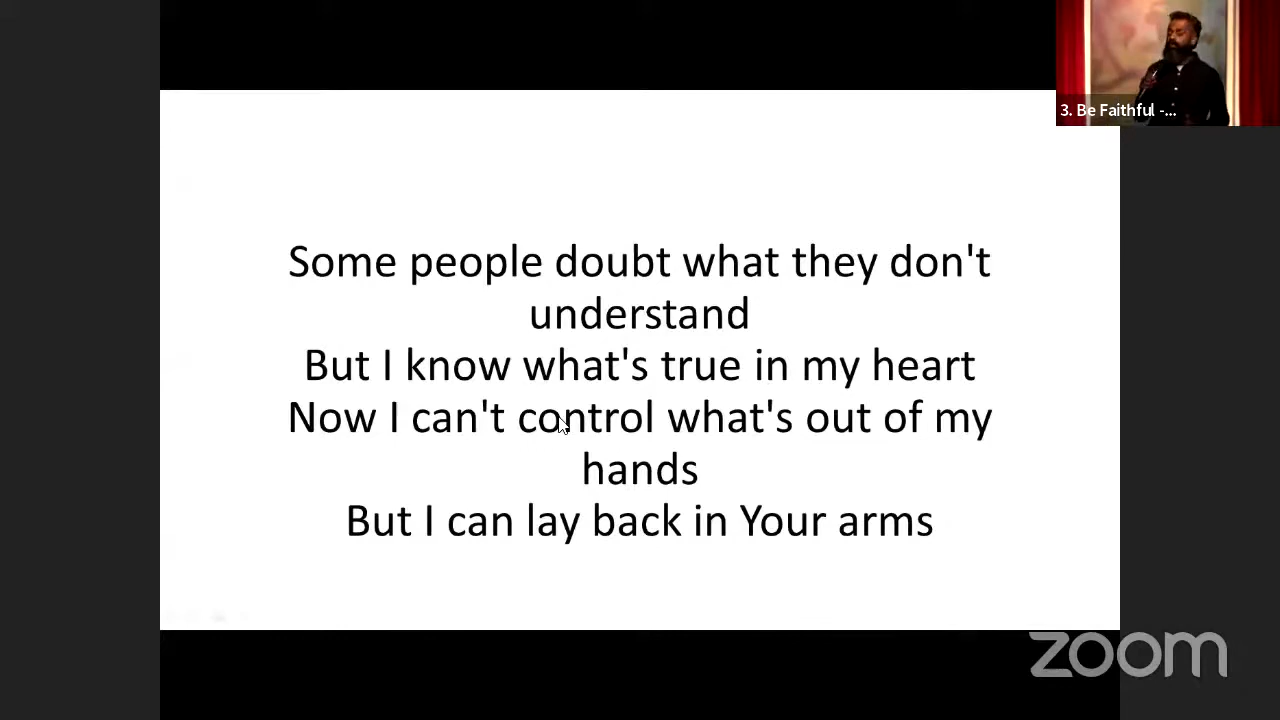 3. Be Faithful -...
Some people doubt what they don't
understand
But I know what's true in my heart
Now I can't control what's out of my
hands
But I can lay back in Your arms
zoom